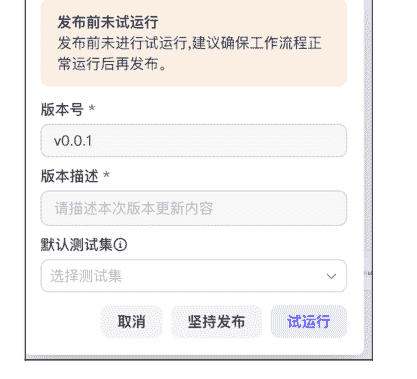 发布前未试运行
发布前未进行试运行,建议确保工作流程正
常运行后再发布。
版本号 *
v0.0.1
版本描述 *
请描述本次版本更新内容
默认测试集
选择测试集
取消 坚持发布 试运行